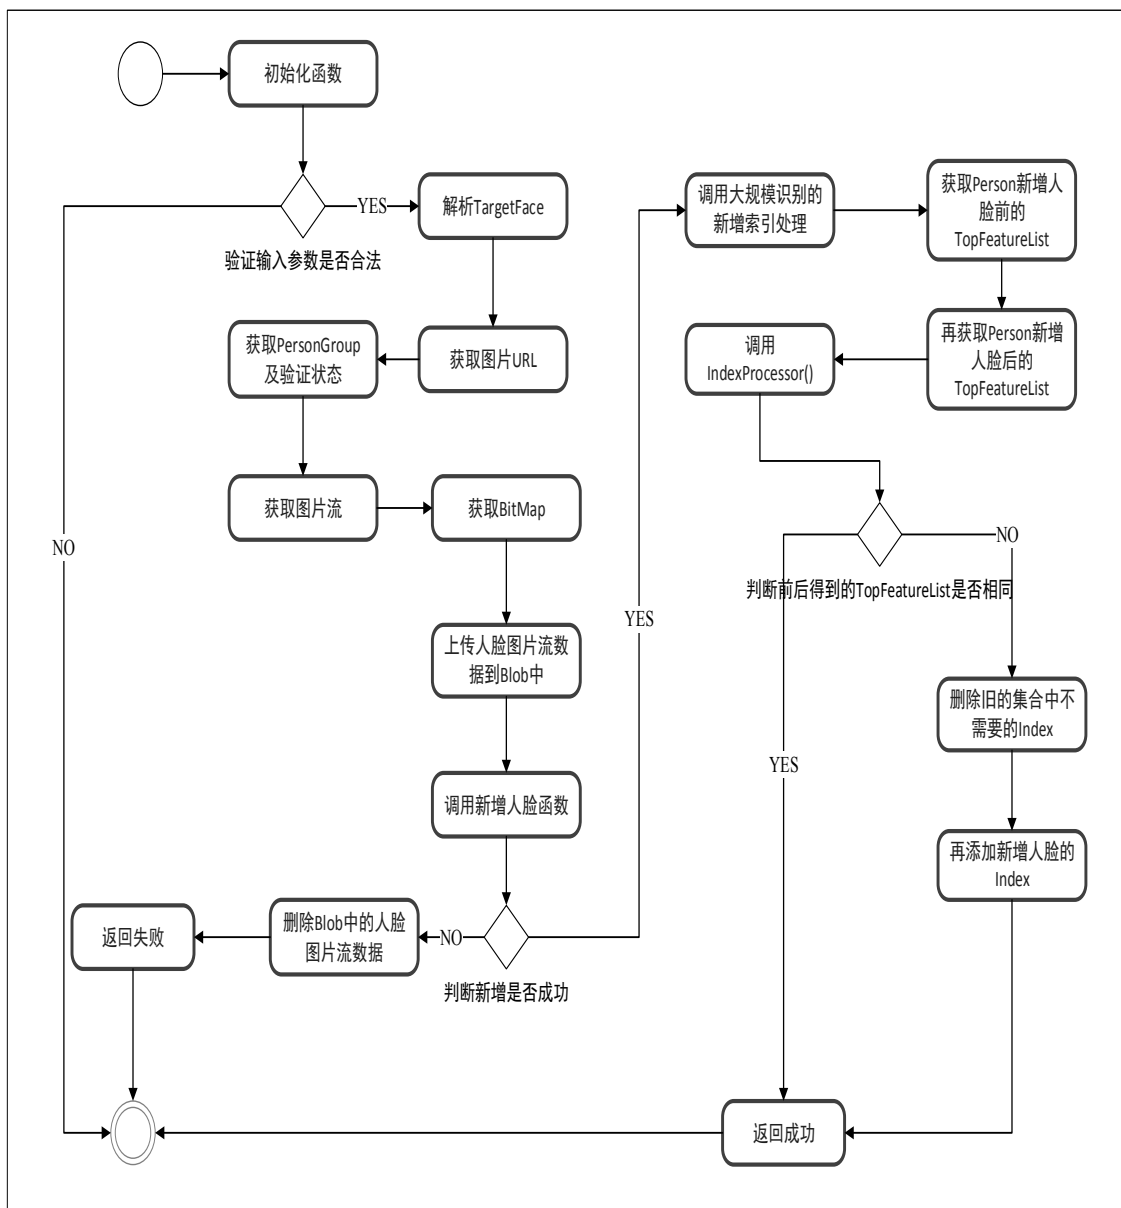 初始化函数
YES
解析TargetFace
验证输入参数是否合法
获取PersonGroup
及验证状态
获取图片URL
获取图片流
获取BitMap
NO
上传人脸图片流数
据到Blob中
调用新增人脸函数
返回失败
删除Blob中的人脸
图片流数据
NO
判断新增是否成功
YES
调用大规模识别的
新增索引处理
获取Person新增人
脸前的
TopFeatureList
调用
IndexProcessor()
再获取Person新增
人脸后的
TopFeatureList
NO
判断前后得到的TopFeatureList是否相同
YES
删除旧的集合中不
需要的Index
再添加新增人脸的
Index
返回成功